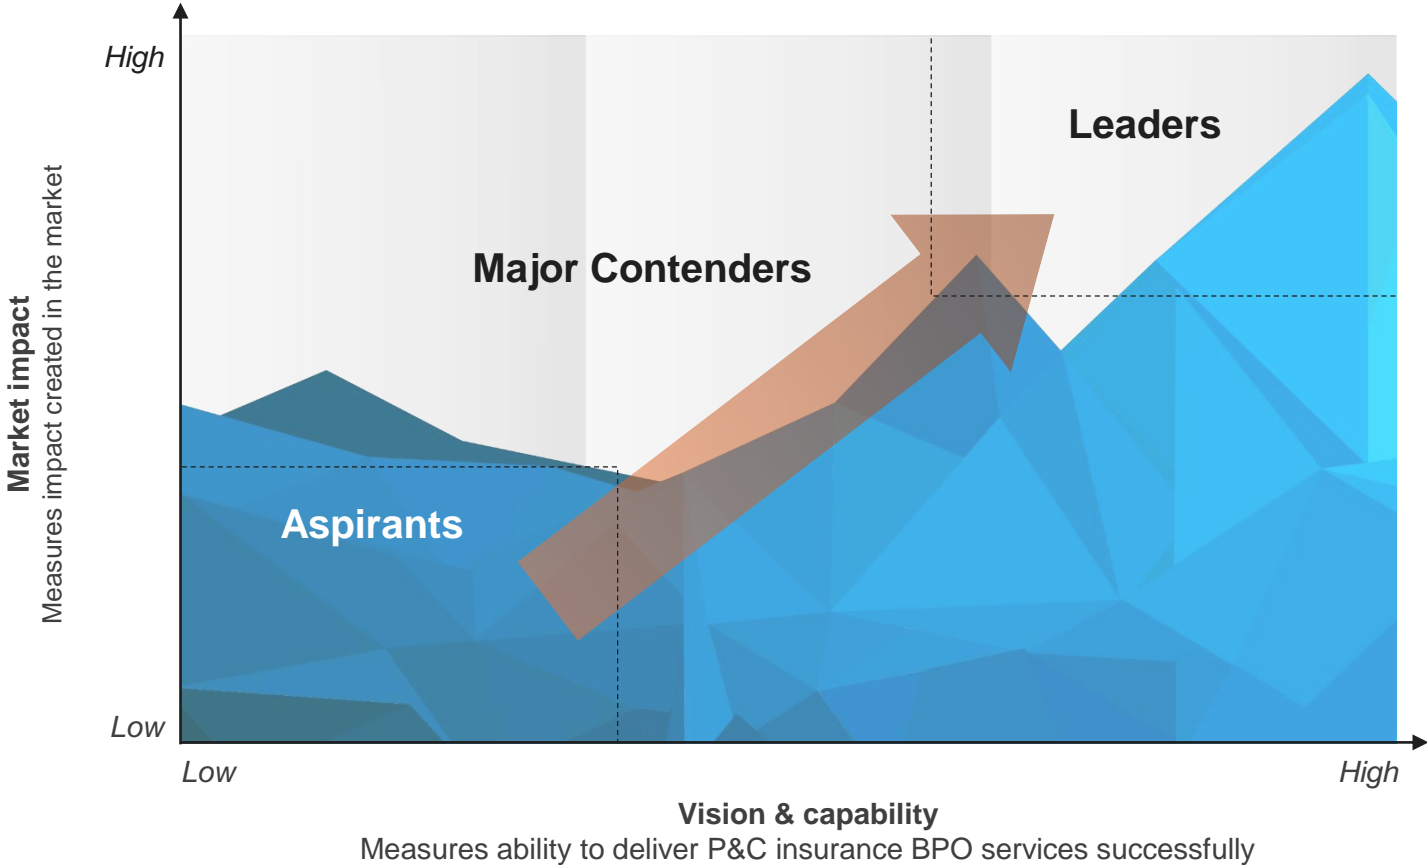 High
Leaders
Major Contenders
Market impact
Measures impact created in the market
Aspirants
Low
Low
High
Vision & capability
Measures ability to deliver P&C insurance BPO services successfully